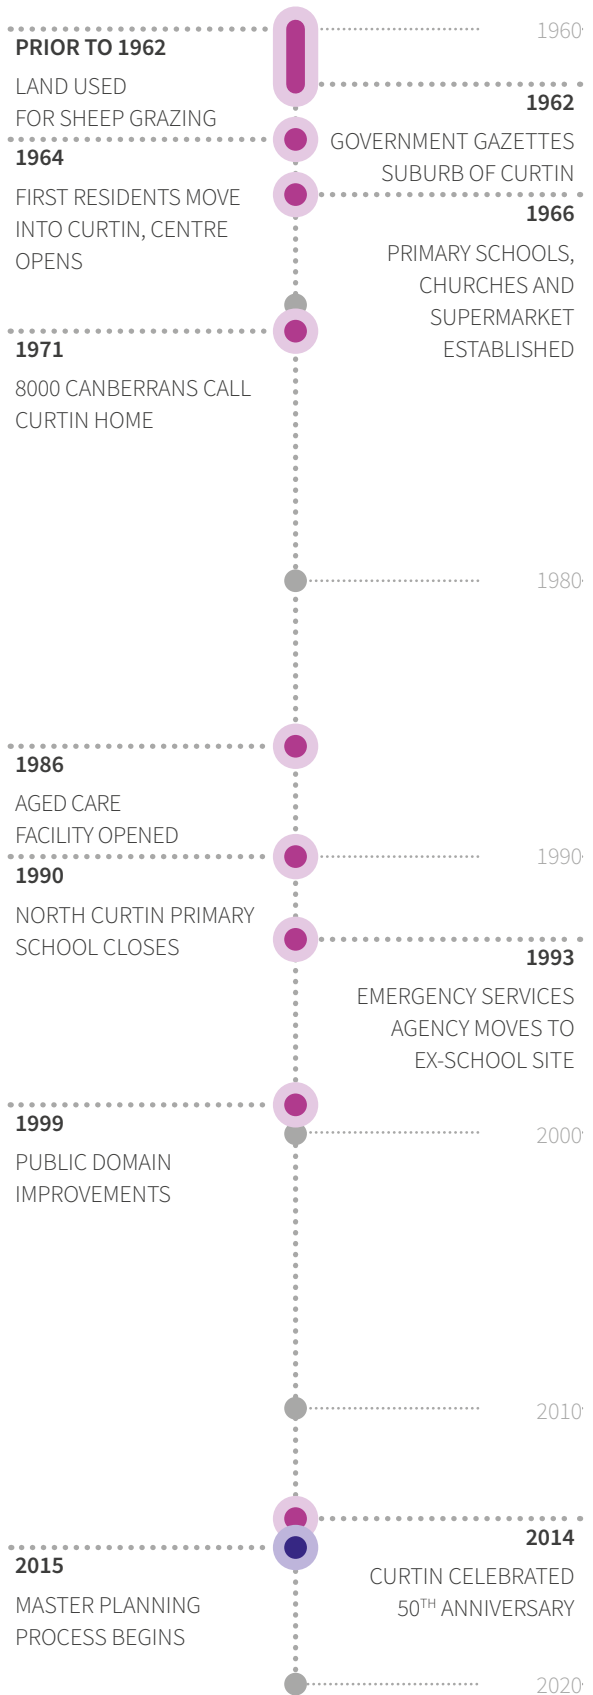 1960
PRIOR TO 1962
LAND USED
FOR SHEEP GRAZING
1962
GOVERNMENT GAZETTES
SUBURB OF CURTIN
1964
FIRST RESIDENTS MOVE
INTO CURTIN, CENTRE
OPENS
1966
PRIMARY SCHOOLS,
CHURCHES AND
SUPERMARKET
ESTABLISHED
1971
8000 CANBERRANS CALL
CURTIN HOME
1980
1986
AGED CARE
FACILITY OPENED
1990
1990
NORTH CURTIN PRIMARY
SCHOOL CLOSES
1993
EMERGENCY SERVICES
AGENCY MOVES TO
EX-SCHOOL SITE
1999
PUBLIC DOMAIN
IMPROVEMENTS
2000
2010
2014
CURTIN CELEBRATED
50TH ANNIVERSARY
2015
MASTER PLANNING
PROCESS BEGINS
2020